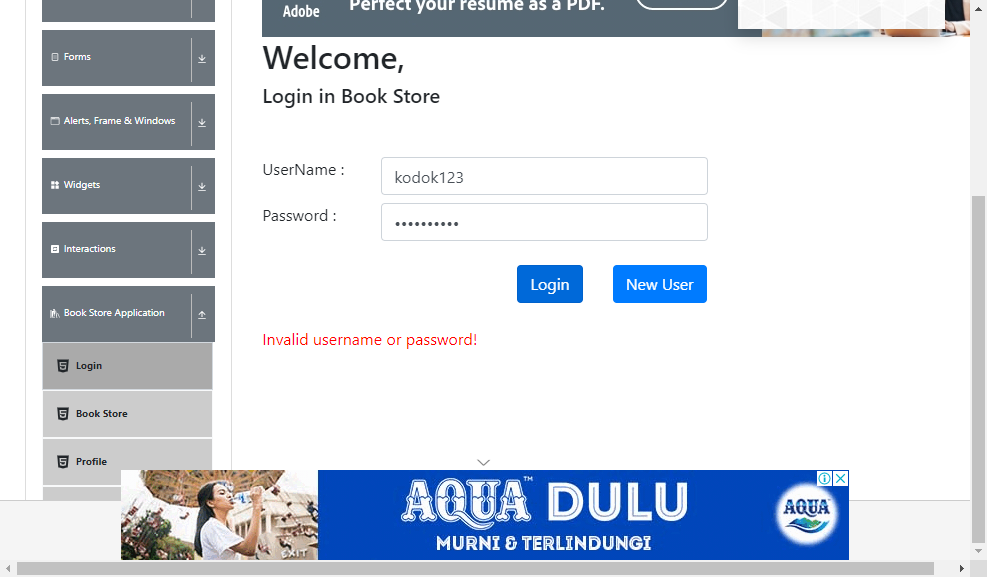 Adobe
Perfect your resume as a PDF.
Forms
Alerts, Frame & Windows
Widgets
Interactions
Book Store Application
Login
Book Store
Profile
Welcome,
Login in Book Store
UserName :
kodok123
Password :
••••••••••
Login
New User
Invalid username or password!
EXIT
AQUA™ DULU
MURNI & TERLINDUNGI
AQUA